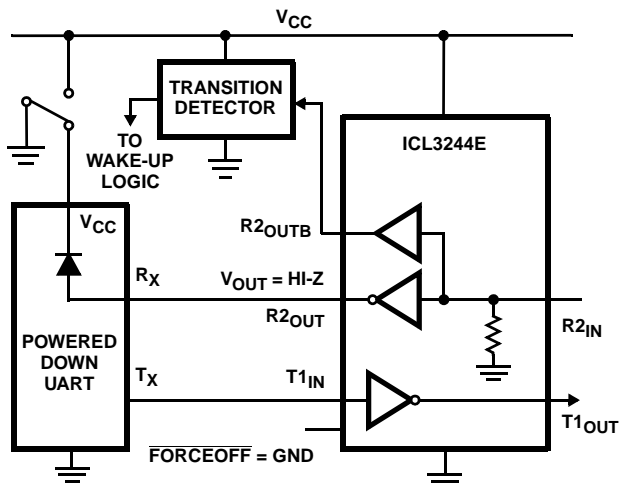 VCC
TRANSITION
DETECTOR
TO
WAKE-UP
LOGIC
ICL3244E
VCC
R2OUTB
RX
VOUT = HI-Z
R2OUT
R2IN
POWERED
DOWN
UART
TX
T1IN
T1OUT
FORCEOFF = GND